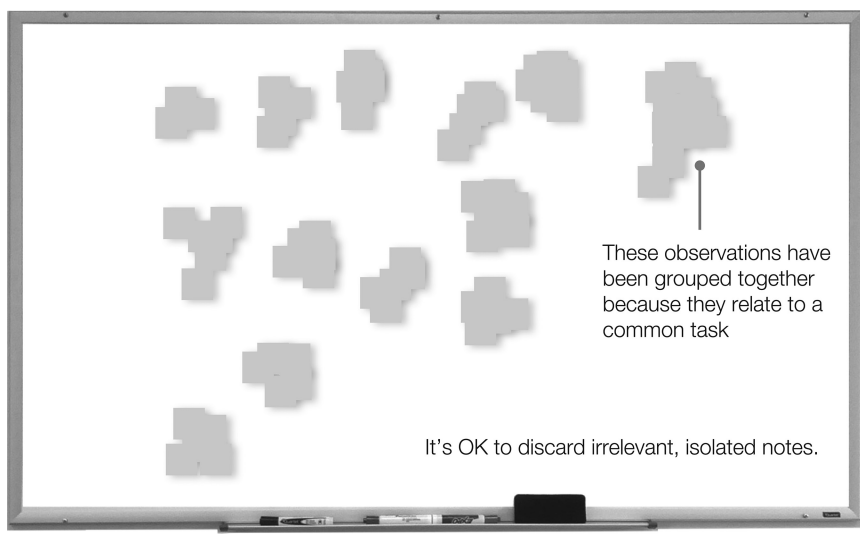 These observations have
been grouped together
because they relate to a
common task
It's OK to discard irrelevant, isolated notes.